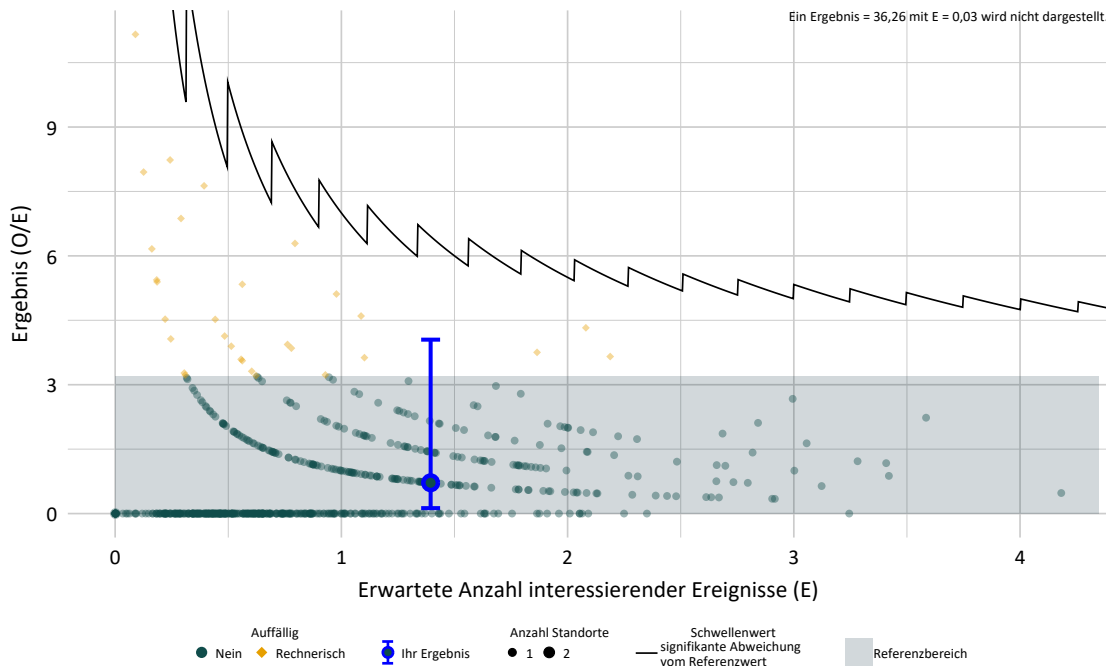 Ein Ergebnis = 36,26 mit E = 0,03 wird nicht dargestellt.
Ergebnis (O/E)
9
6
3
0
0 1 2 3 4
Erwartete Anzahl interessierender Ereignisse (E)
Auffällig
Nein Rechnerisch
Ihr Ergebnis
Anzahl Standorte
1 2
Schwellenwert
signifikante Abweichung
vom Referenzwert
Referenzbereich